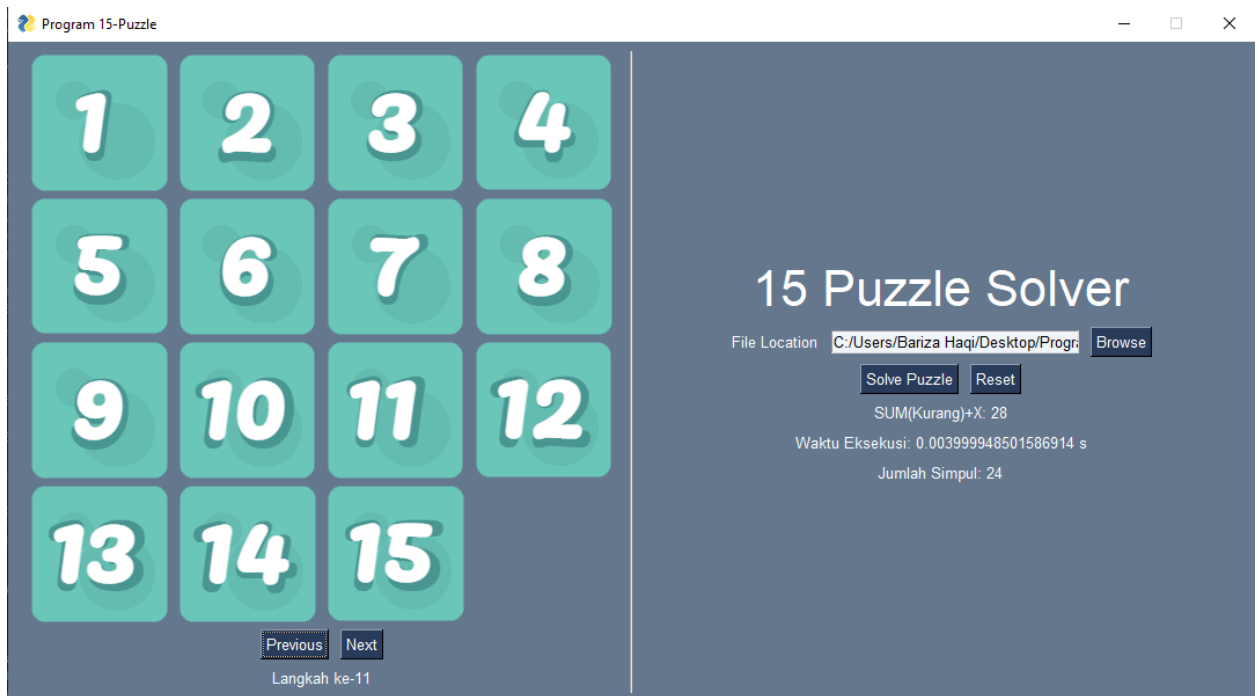 Program 15-Puzzle
1 2 3 4
5 6 7 8
9 10 11 12
13 14 15
Previous Next
Langkah ke-11
15 Puzzle Solver
File Location C:/Users/Bariza Haqi/Desktop/Progra Browse
Solve Puzzle Reset
SUM(Kurang)+X: 28
Waktu Eksekusi: 0.003999948501586914 s
Jumlah Simpul: 24